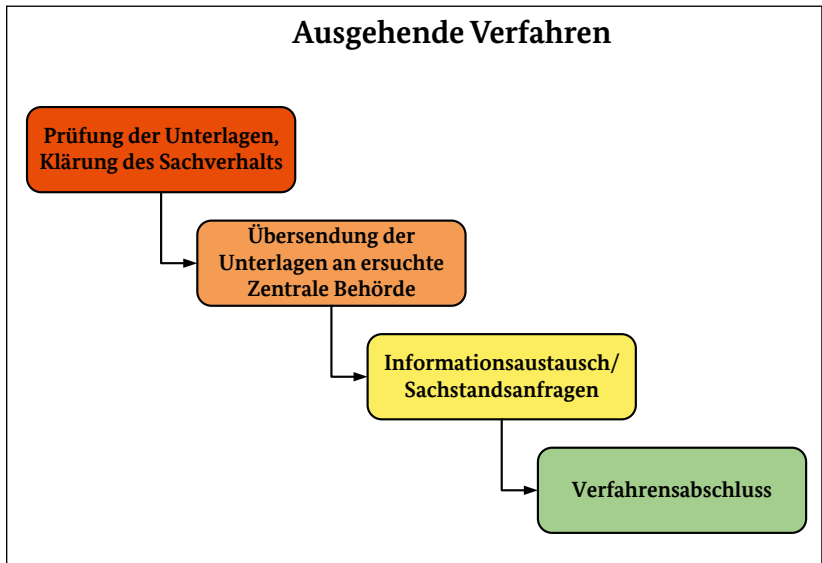 Ausgehende Verfahren
Prüfung der Unterlagen,
Klärung des Sachverhalts
Übersendung der
Unterlagen an ersuchte
Zentrale Behörde
Informationsaustausch/
Sachstandsanfragen
Verfahrensabschluss